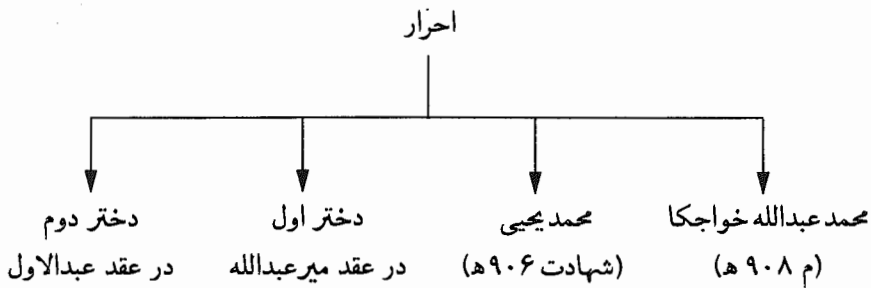 احرار
محمد عبدالله خواجکا
(م ۹۰۸ ه)
محمد یحیی
(شهادت ۹۰۶ ه)
دختر اول
در عقد میرعبدالله
دختر دوم
در عقد عبدالاول